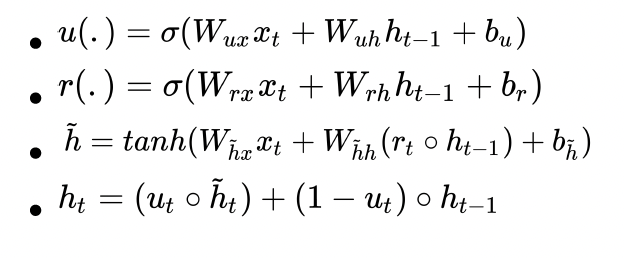 • u(.) = σ(W_{ux}x_t + W_{uh}h_{t−1} + b_u)
• r(.) = σ(W_{rx}x_t + W_{rh}h_{t−1} + b_r)
• h̃ = tanh(W_{h̃x}x_t + W_{h̃h}(r_t ∘ h_{t−1}) + b_{h̃})
• h_t = (u_t ∘ h̃_t) + (1 − u_t) ∘ h_{t−1}